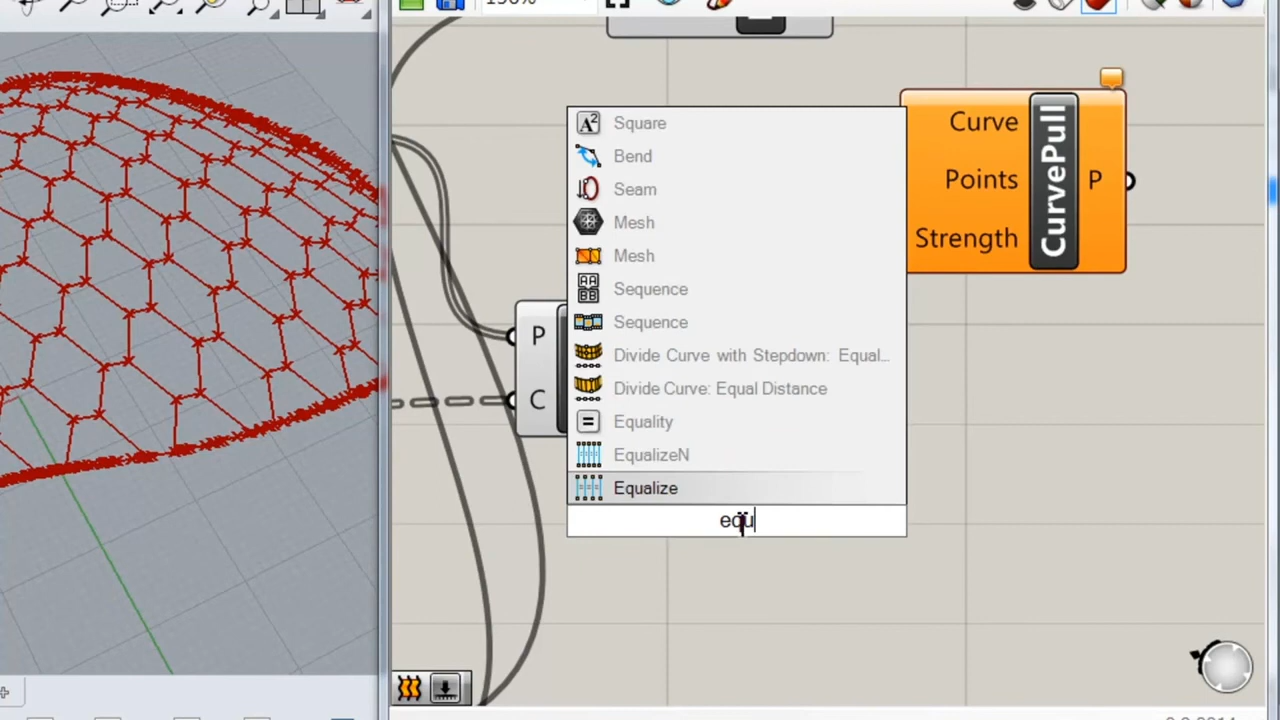 Curve
Points
Strength
CurvePull
P
Square
Bend
Seam
Mesh
Mesh
Sequence
Sequence
Divide Curve with Stepdown: Equal...
Divide Curve: Equal Distance
Equality
EqualizeN
Equalize
equ
P
C